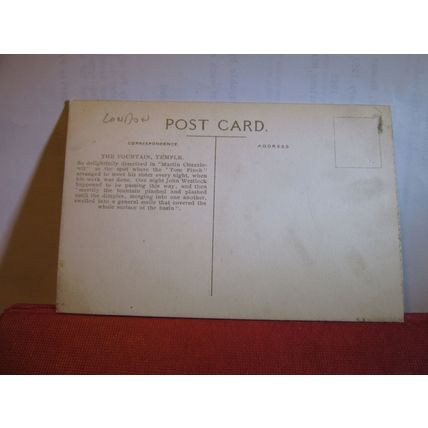 LONDON
POST CARD.
CORRESPONDENCE.
ADDRESS
THE FOUNTAIN, TEMPLE.
So delightfully described in "Martin Chuzzle-
wit" as the spot where the "Tom Pinch"
arranged to meet his sister every night, when
his work was done. One night John Westlock
happened to be passing this way; and then
"merrily the fountain plashed and plashed
until the dimples, merging into one another,
swelled into a general smile that covered the
whole surface of the basin".